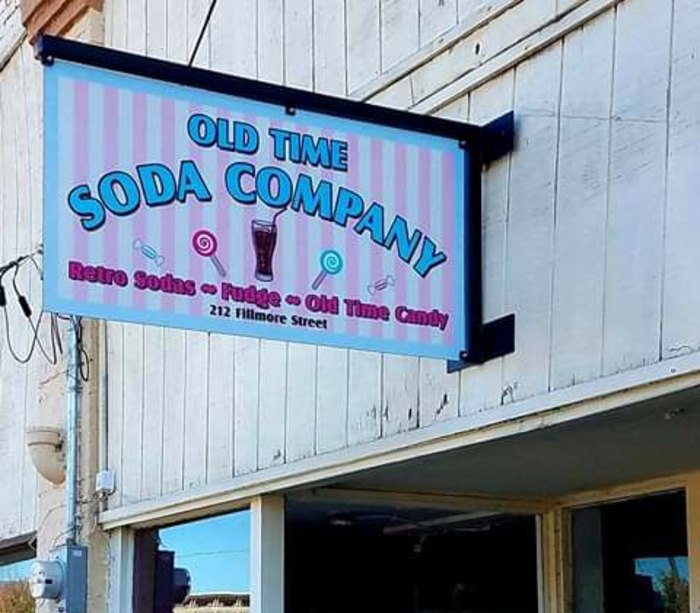 OLD TIME
SODA COMPANY
Retro Sodas ~ Fudge ~ Old Time Candy
212 Fillmore Street